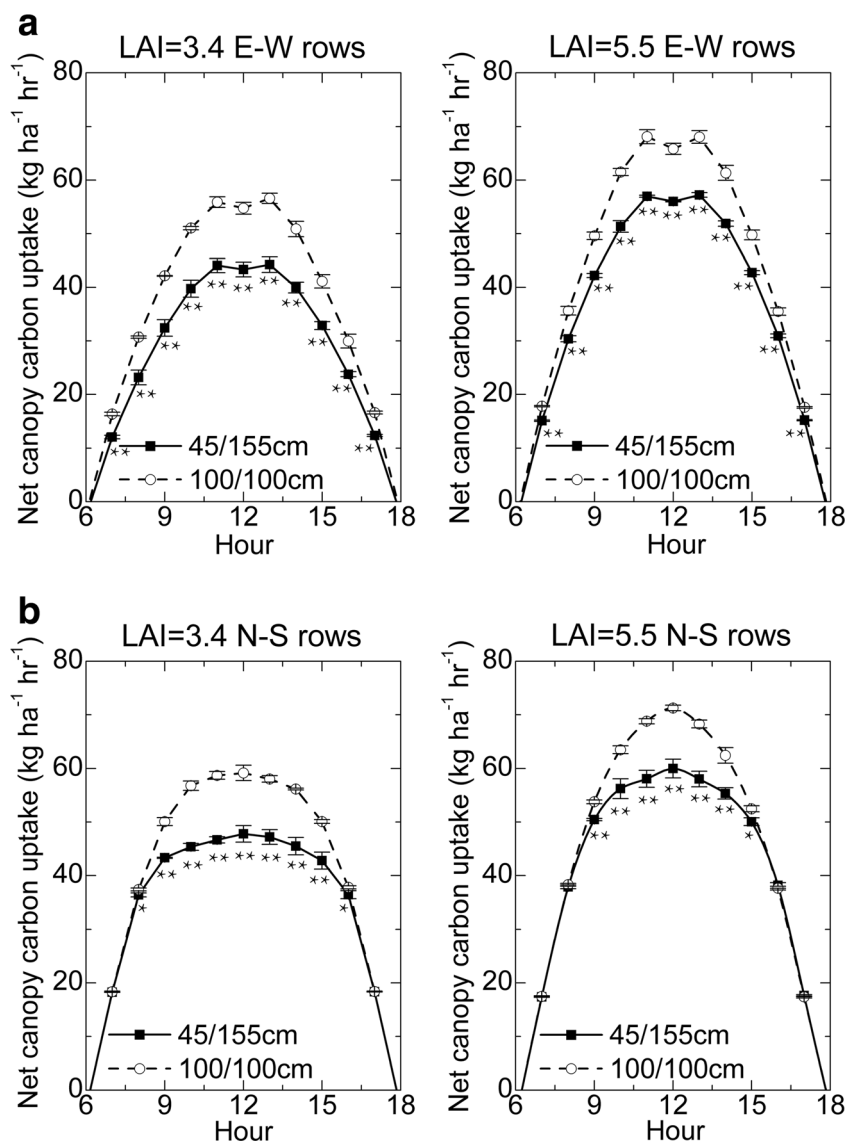 a
LAI=3.4 E-W rows
Net canopy carbon uptake (kg ha⁻¹ hr⁻¹)
80
60
40
20
0
6 9 12 15 18
Hour
** ** ** ** ** ** ** ** ** ** **
45/155cm
100/100cm
LAI=5.5 E-W rows
Net canopy carbon uptake (kg ha⁻¹ hr⁻¹)
80
60
40
20
0
6 9 12 15 18
Hour
** ** ** ** ** ** ** ** ** ** **
45/155cm
100/100cm
b
LAI=3.4 N-S rows
Net canopy carbon uptake (kg ha⁻¹ hr⁻¹)
80
60
40
20
0
6 9 12 15 18
Hour
* ** ** ** ** ** ** ** *
45/155cm
100/100cm
LAI=5.5 N-S rows
Net canopy carbon uptake (kg ha⁻¹ hr⁻¹)
80
60
40
20
0
6 9 12 15 18
Hour
** ** ** ** ** ** *
45/155cm
100/100cm